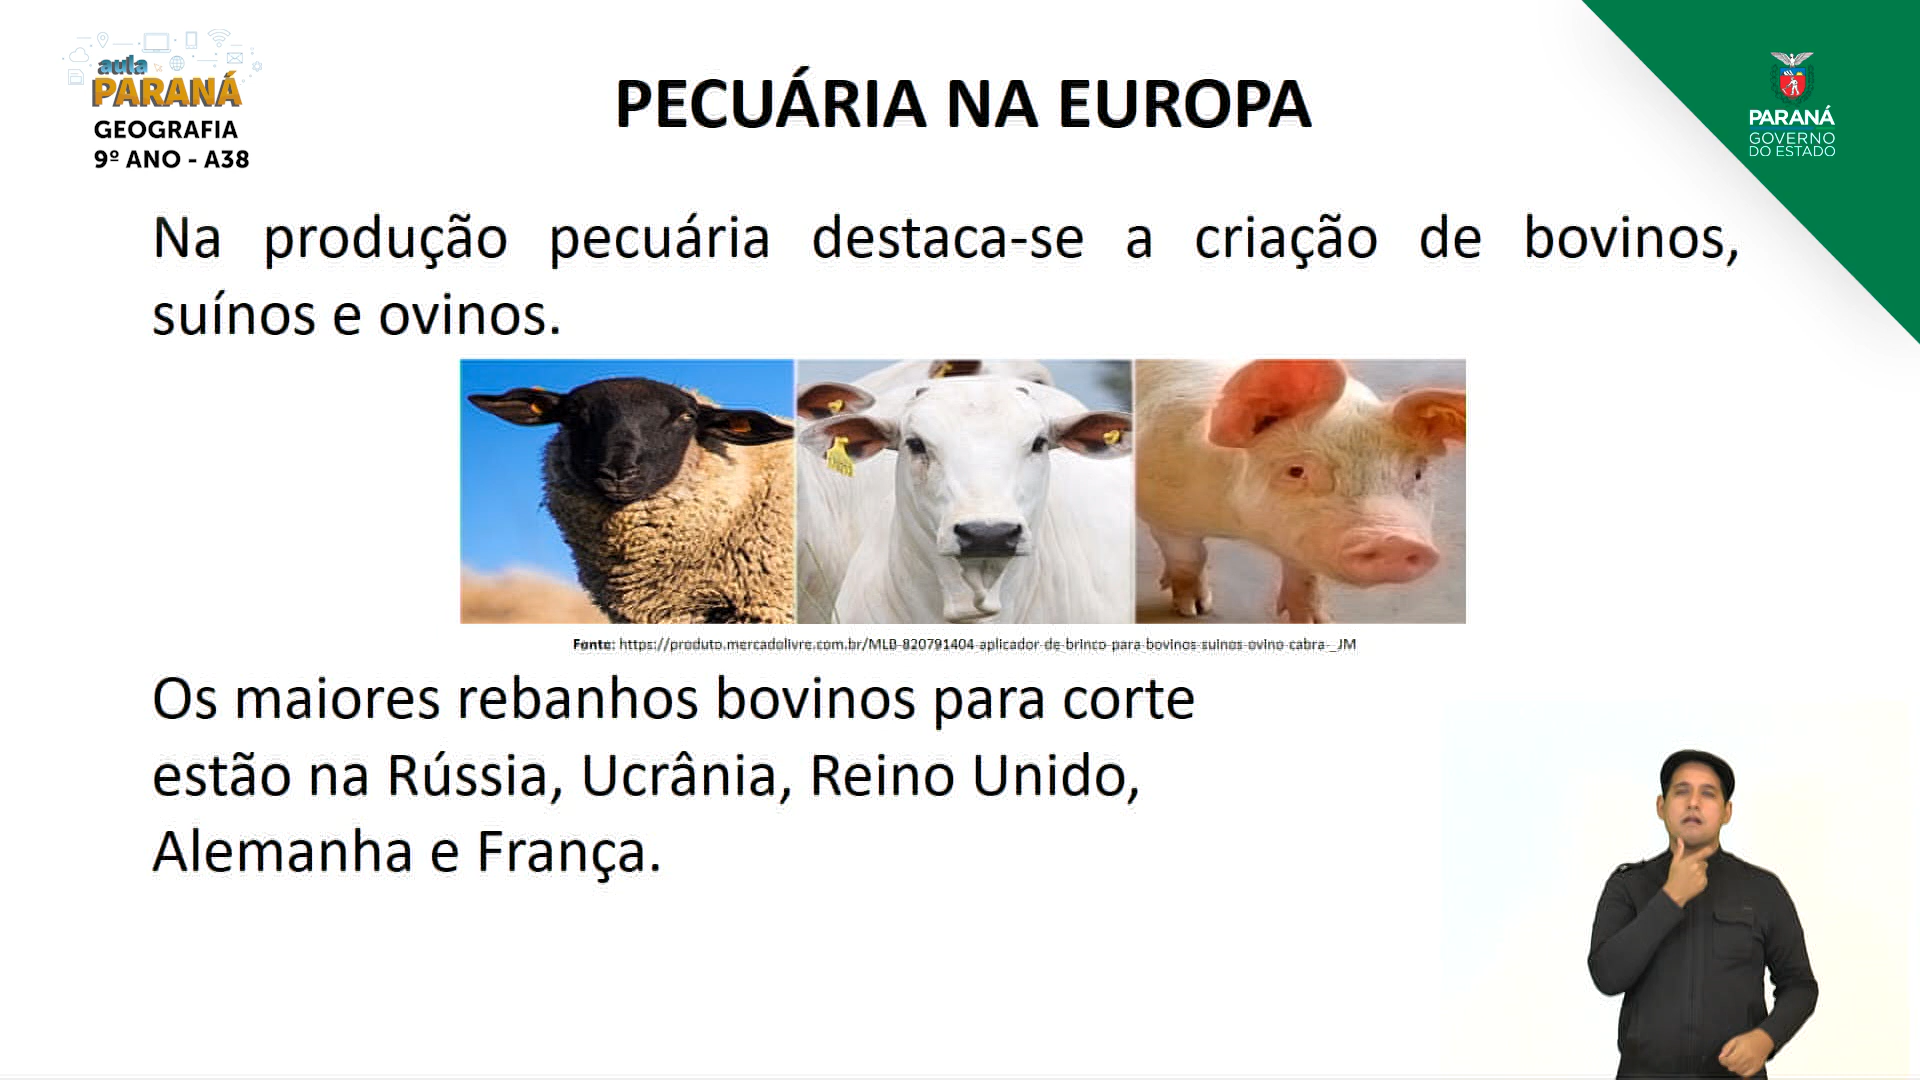 aula
PARANÁ
GEOGRAFIA
9º ANO - A38
PECUÁRIA NA EUROPA
PARANÁ
GOVERNO
DO ESTADO
Na produção pecuária destaca-se a criação de bovinos,
suínos e ovinos.
Fonte: https://produto.mercadolivre.com.br/MLB-820791404-aplicador-de-brinco-para-bovinos-suinos-ovino-cabra-_JM
Os maiores rebanhos bovinos para corte
estão na Rússia, Ucrânia, Reino Unido,
Alemanha e França.